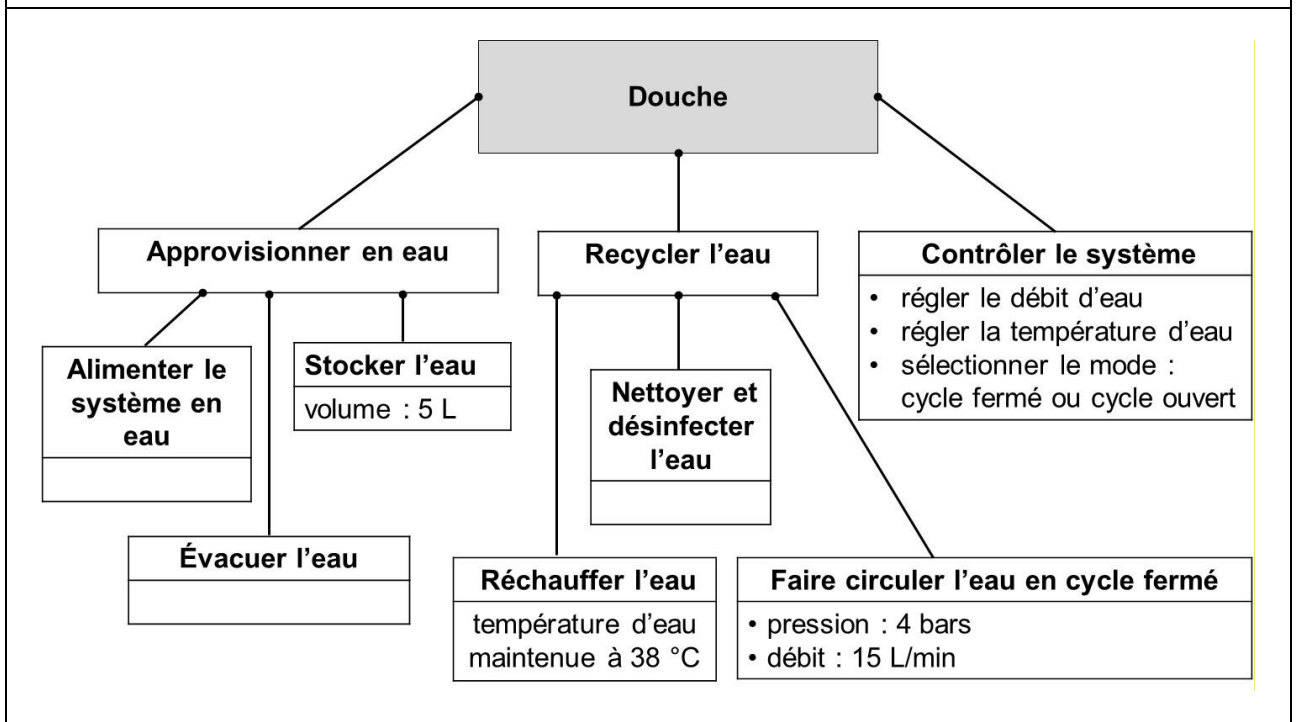 Douche
Approvisionner en eau
Alimenter le
système en
eau
Évacuer l'eau
Stocker l'eau
volume : 5 L
Recycler l'eau
Réchauffer l'eau
température d'eau
maintenue à 38 °C
Nettoyer et
désinfecter
l'eau
Faire circuler l'eau en cycle fermé
• pression : 4 bars
• débit : 15 L/min
Contrôler le système
• régler le débit d'eau
• régler la température d'eau
• sélectionner le mode :
cycle fermé ou cycle ouvert